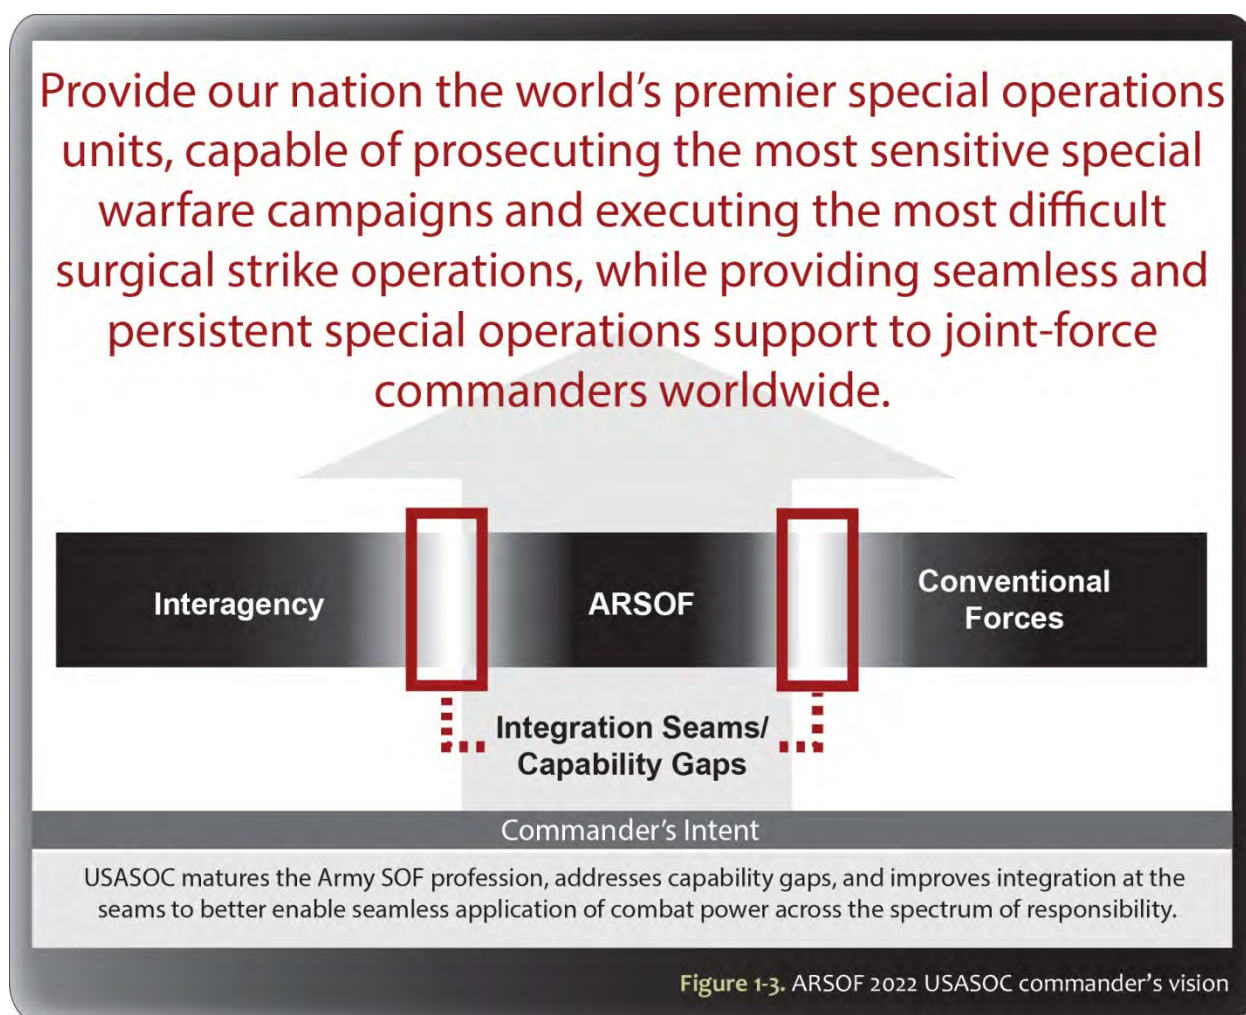 Provide our nation the world’s premier special operations
units, capable of prosecuting the most sensitive special
warfare campaigns and executing the most difficult
surgical strike operations, while providing seamless and
persistent special operations support to joint-force
commanders worldwide.
Interagency
ARSOF
Conventional
Forces
Integration Seams/
Capability Gaps
Commander’s Intent
USASOC matures the Army SOF profession, addresses capability gaps, and improves integration at the
seams to better enable seamless application of combat power across the spectrum of responsibility.
Figure 1-3. ARSOF 2022 USASOC commander’s vision